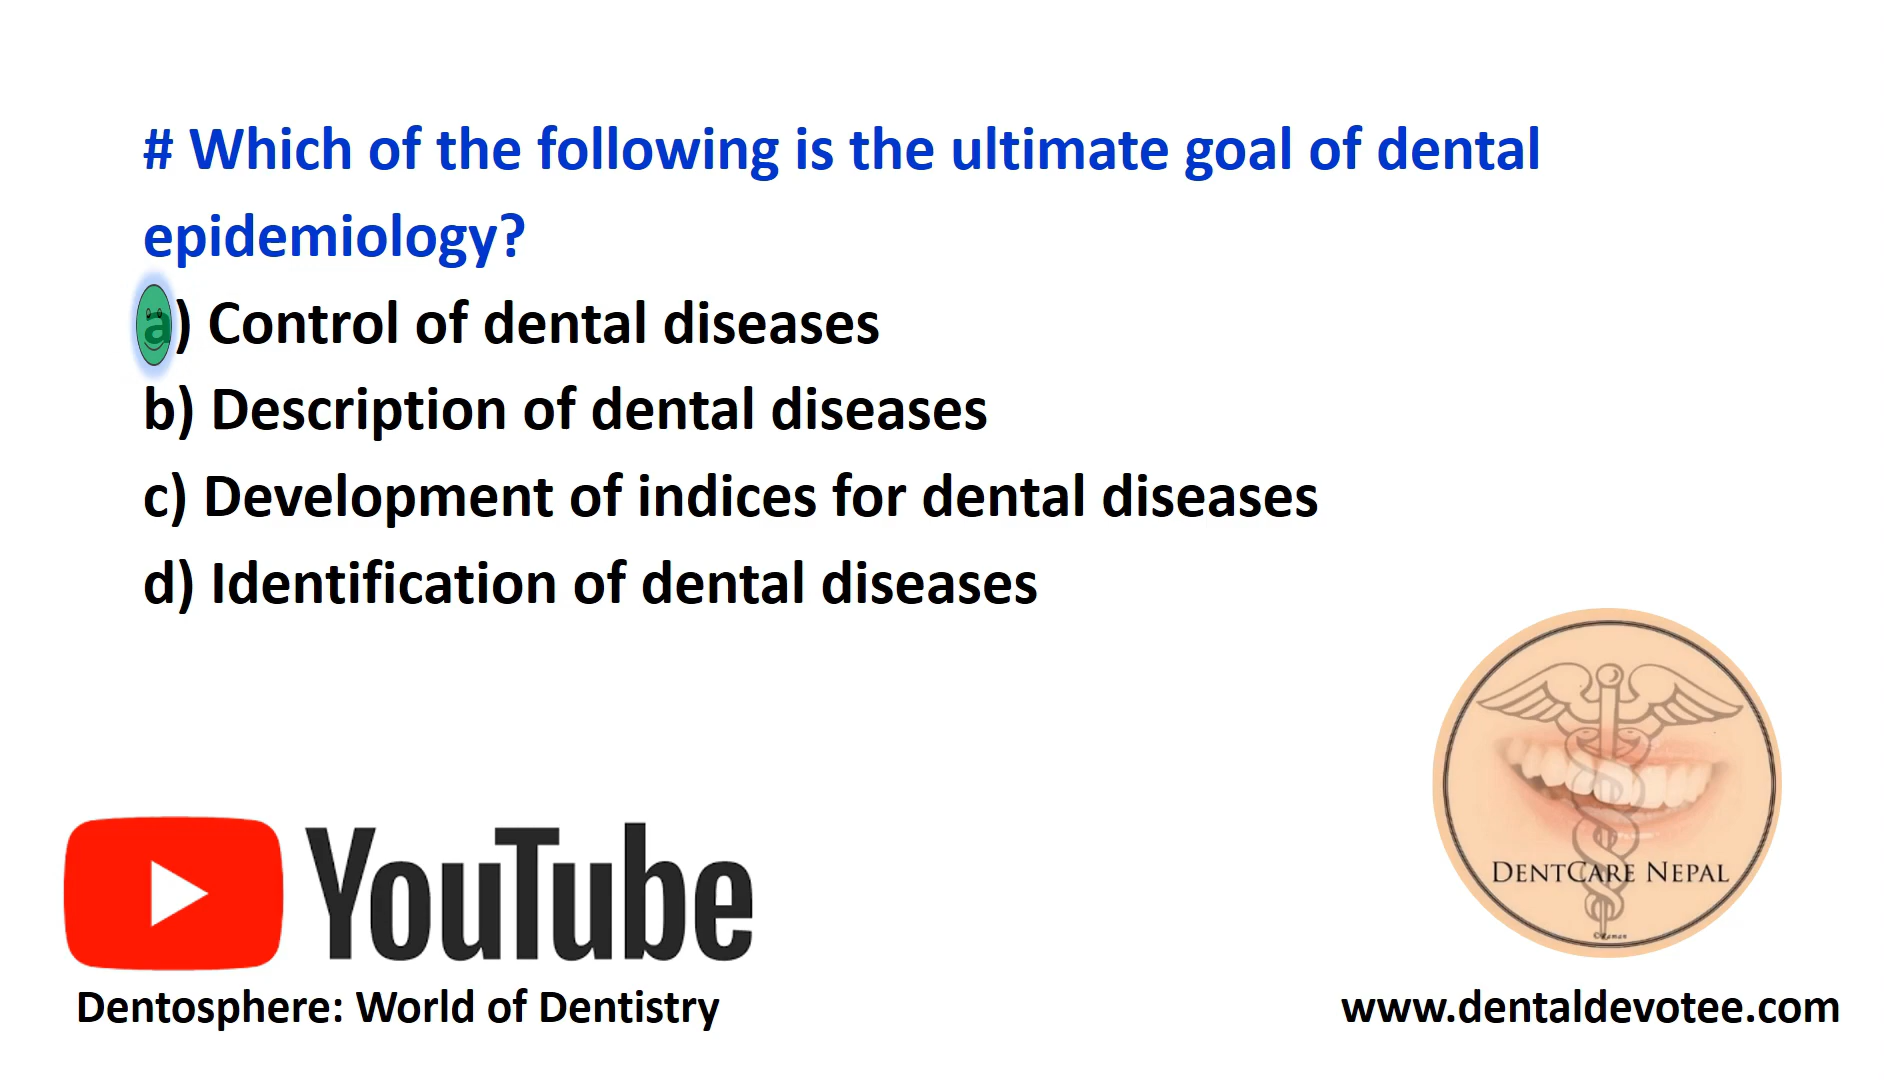 # Which of the following is the ultimate goal of dental
epidemiology?
a) Control of dental diseases
b) Description of dental diseases
c) Development of indices for dental diseases
d) Identification of dental diseases
DENTCARE NEPAL
YouTube
Dentosphere: World of Dentistry
www.dentaldevotee.com